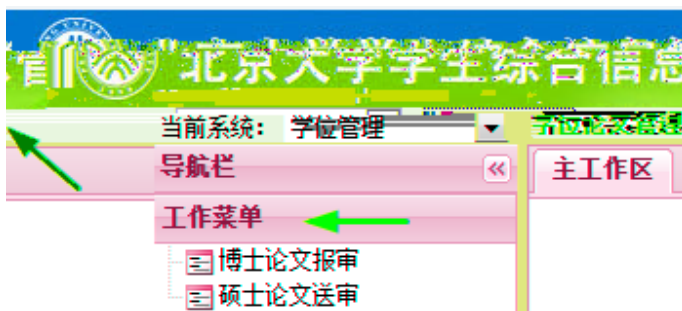 北京大学学生综合信息
当前系统： 学位管理
导航栏
主工作区
工作菜单
博士论文报审
硕士论文送审